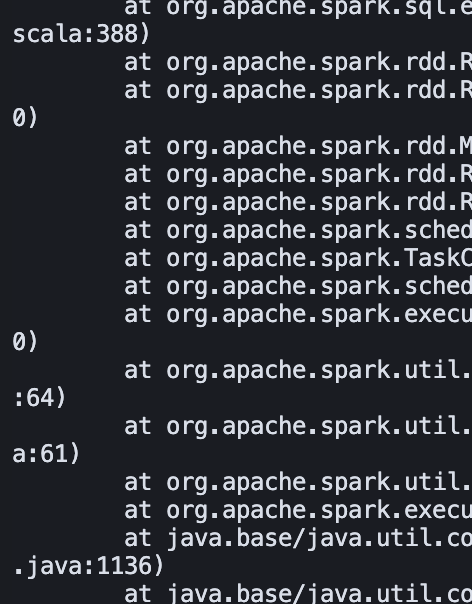 at org.apache.spark.sql.e
scala:388)
at org.apache.spark.rdd.R
at org.apache.spark.rdd.R
0)
at org.apache.spark.rdd.M
at org.apache.spark.rdd.R
at org.apache.spark.rdd.R
at org.apache.spark.sched
at org.apache.spark.TaskC
at org.apache.spark.sched
at org.apache.spark.execu
0)
at org.apache.spark.util.
:64)
at org.apache.spark.util.
a:61)
at org.apache.spark.util.
at org.apache.spark.execu
at java.base/java.util.co
.java:1136)
at java.base/java.util.co